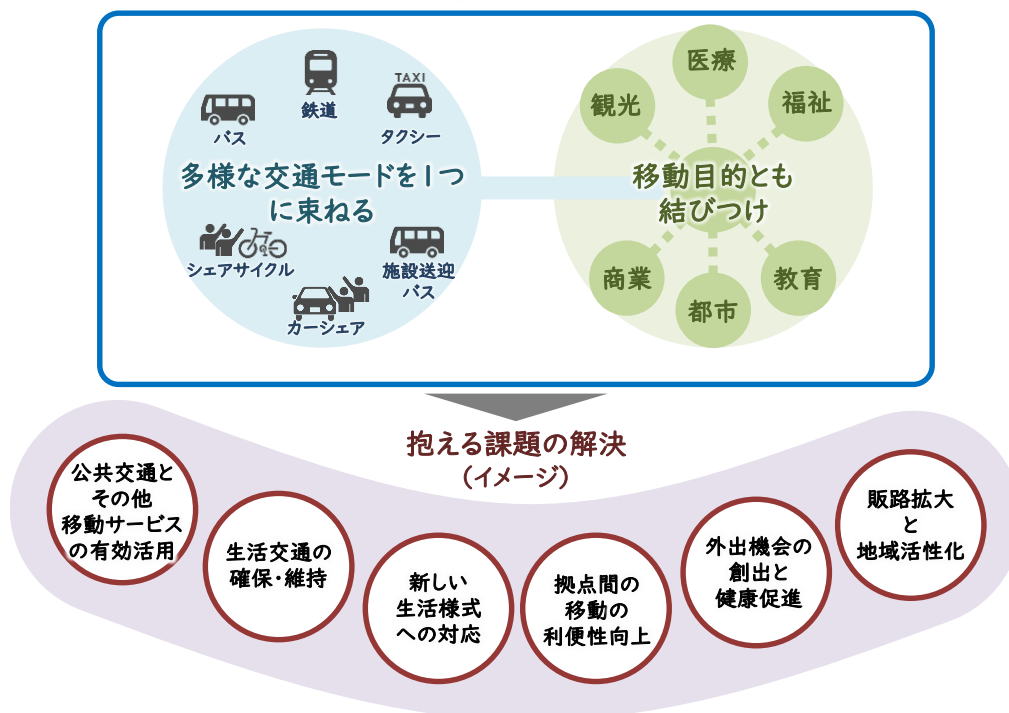 鉄道
TAXI
バス
タクシー
多様な交通モードを1つ
に束ねる
シェアサイクル
施設送迎
バス
カーシェア
医療
観光
福祉
移動目的とも
結びつけ
商業
教育
都市
抱える課題の解決
(イメージ)
公共交通と
その他
移動サービス
の有効活用
生活交通の
確保・維持
新しい
生活様式
への対応
拠点間の
移動の
利便性向上
外出機会の
創出と
健康促進
販路拡大
と
地域活性化